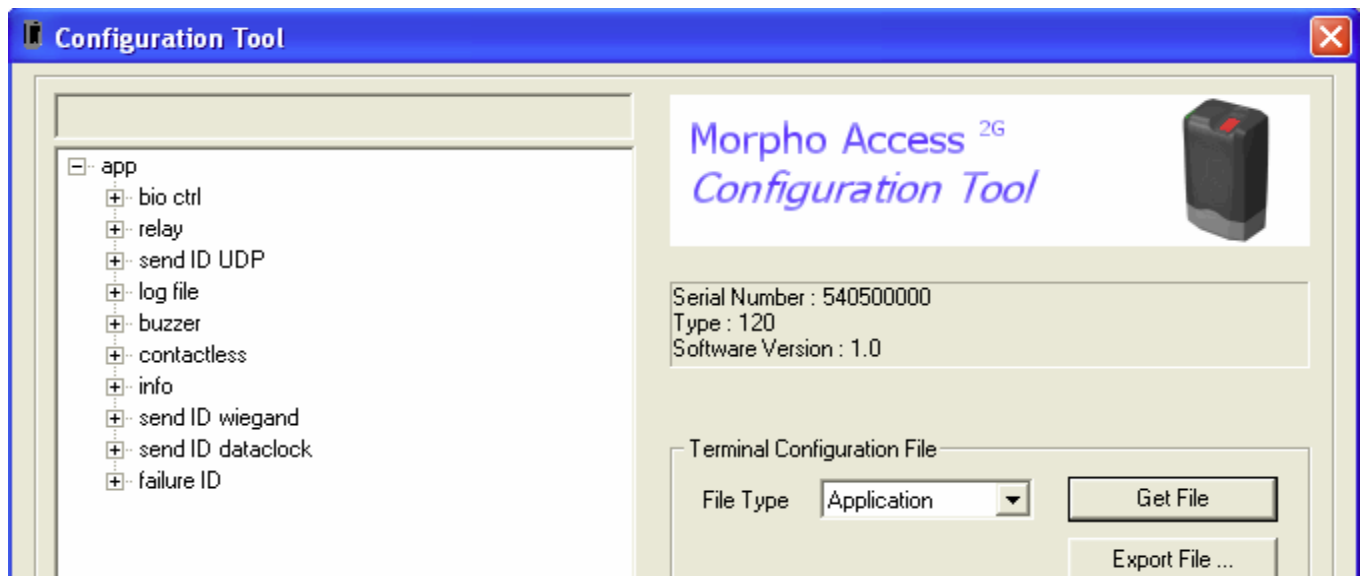 Configuration Tool
app
bio ctrl
relay
send ID UDP
log file
buzzer
contactless
info
send ID wiegand
send ID dataclock
failure ID
Morpho Access 2G
Configuration Tool
Serial Number : 540500000
Type : 120
Software Version : 1.0
Terminal Configuration File
File Type Application Get File
Export File ...